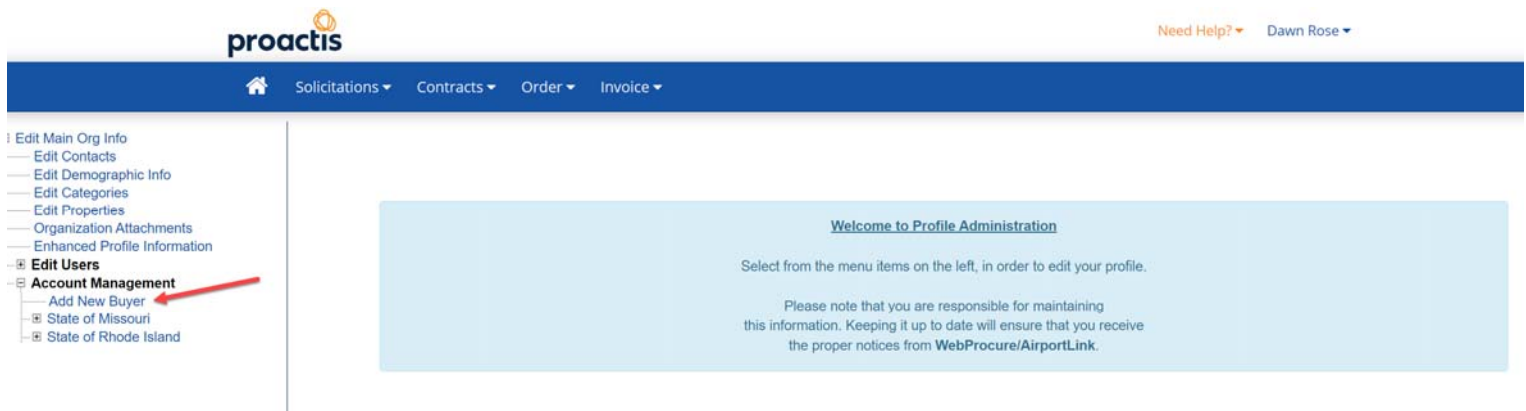 proactis
Need Help?
Dawn Rose
Solicitations
Contracts
Order
Invoice
Edit Main Org Info
Edit Contacts
Edit Demographic Info
Edit Categories
Edit Properties
Organization Attachments
Enhanced Profile Information
Edit Users
Account Management
Add New Buyer
State of Missouri
State of Rhode Island
Welcome to Profile Administration
Select from the menu items on the left, in order to edit your profile.
Please note that you are responsible for maintaining
this information. Keeping it up to date will ensure that you receive
the proper notices from WebProcure/AirportLink.